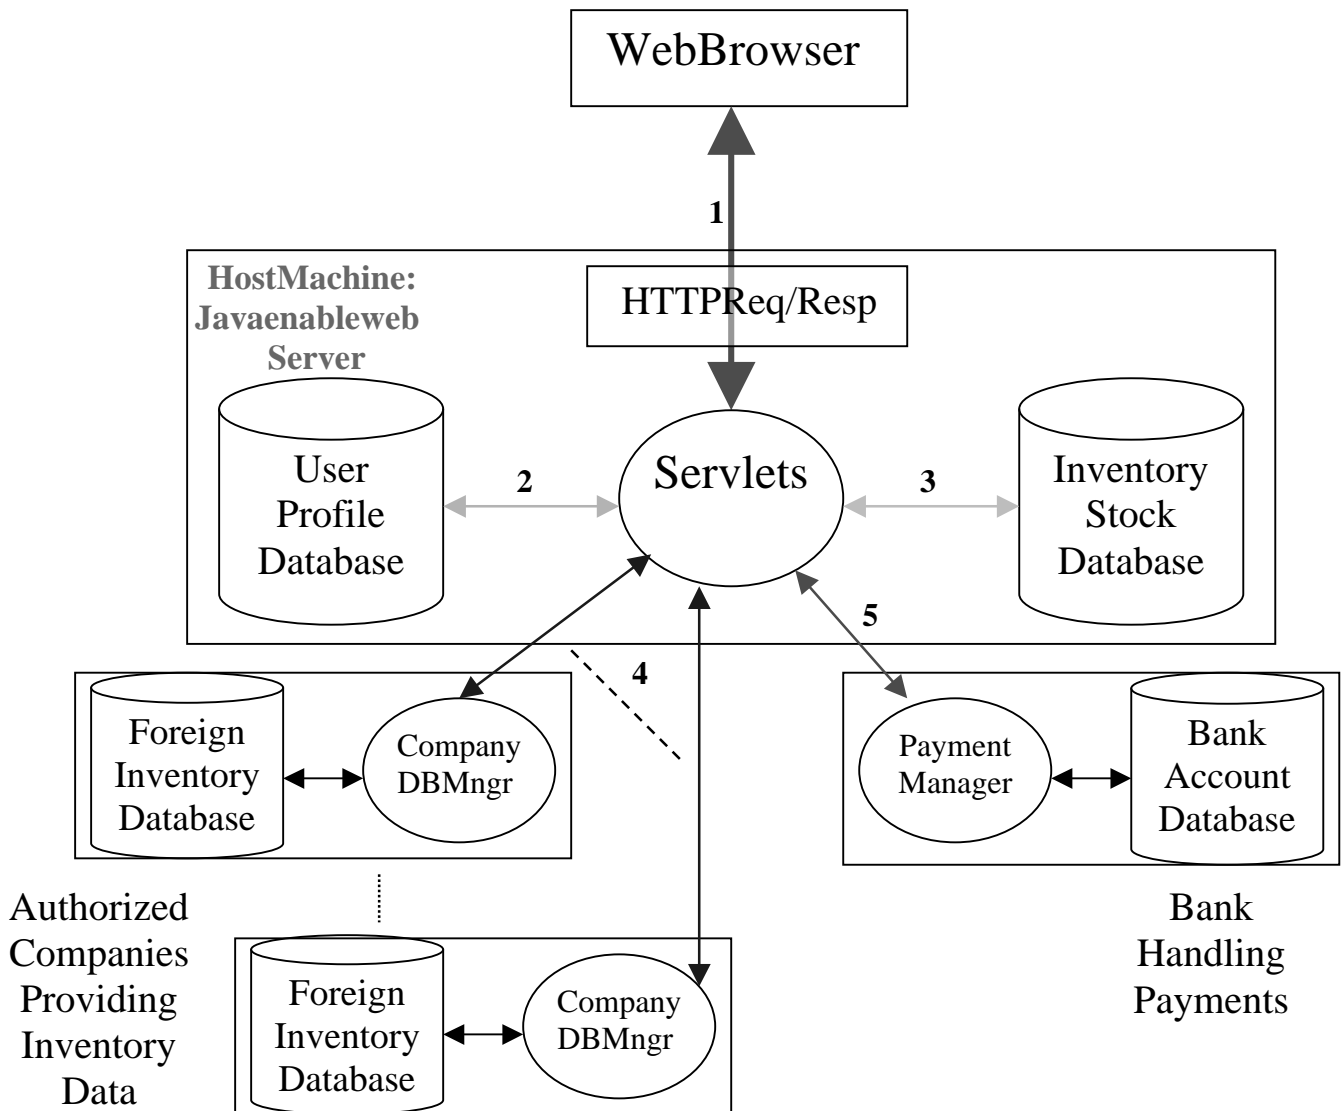 WebBrowser
1
HostMachine:
Javaenableweb
Server
HTTPReq/Resp
User
Profile
Database
2
Servlets
3
Inventory
Stock
Database
5
4
Foreign
Inventory
Database
Company
DBMngr
Payment
Manager
Bank
Account
Database
Authorized
Companies
Providing
Inventory
Data
Foreign
Inventory
Database
Company
DBMngr
Bank
Handling
Payments